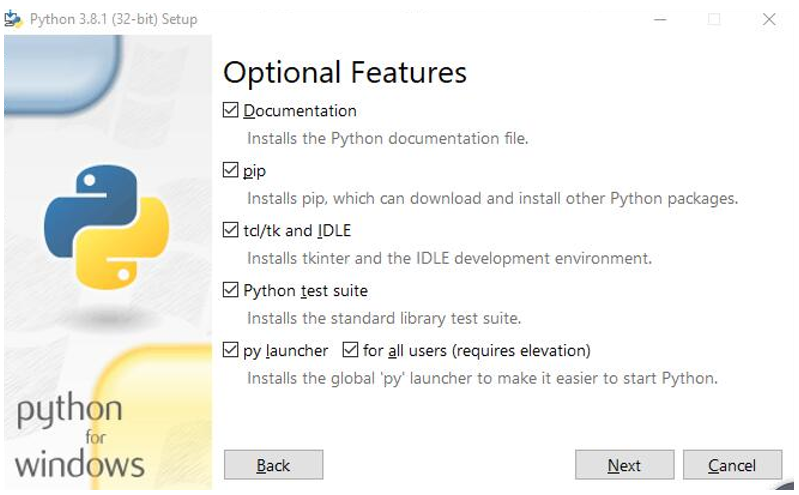 Python 3.8.1 (32-bit) Setup
Optional Features
Documentation
Installs the Python documentation file.
pip
Installs pip, which can download and install other Python packages.
tcl/tk and IDLE
Installs tkinter and the IDLE development environment.
Python test suite
Installs the standard library test suite.
py launcher for all users (requires elevation)
Installs the global 'py' launcher to make it easier to start Python.
python
for
windows
Back Next Cancel